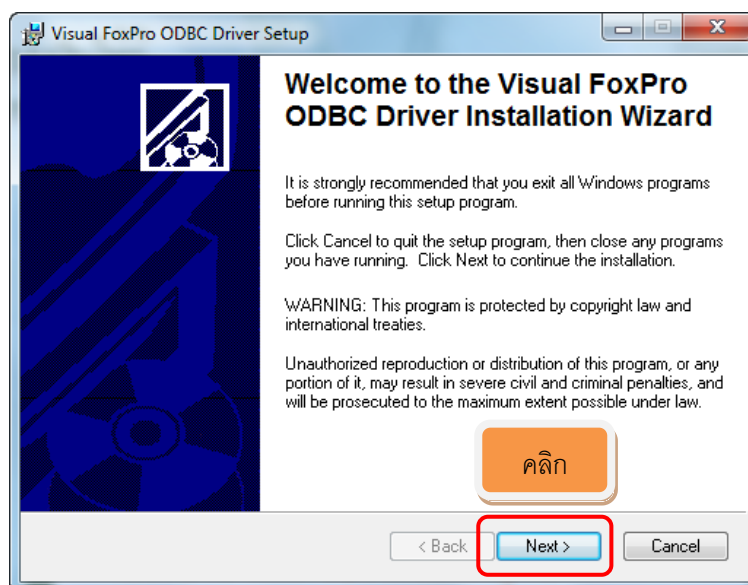 Visual FoxPro ODBC Driver Setup
Welcome to the Visual FoxPro
ODBC Driver Installation Wizard
It is strongly recommended that you exit all Windows programs
before running this setup program.
Click Cancel to quit the setup program, then close any programs
you have running. Click Next to continue the installation.
WARNING: This program is protected by copyright law and
international treaties.
Unauthorized reproduction or distribution of this program, or any
portion of it, may result in severe civil and criminal penalties, and
will be prosecuted to the maximum extent possible under law.
คลิก
< Back
Next >
Cancel